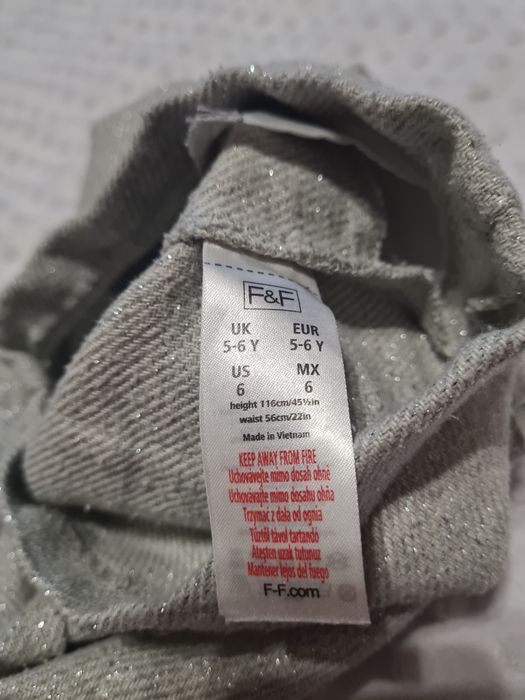 F&F
UK EUR
5-6 Y 5-6 Y
US MX
6 6
height 116cm/45½in
waist 56cm/22in
Made in Vietnam
KEEP AWAY FROM FIRE
Uchovávejte mimo dosah ohně
Uchovávajte mimo dosahu ohňa
Trzymać z dala od ognia
Tűztől távol tartandó
Ateşten uzak tutunuz
Mantener lejos del fuego
F-F.com